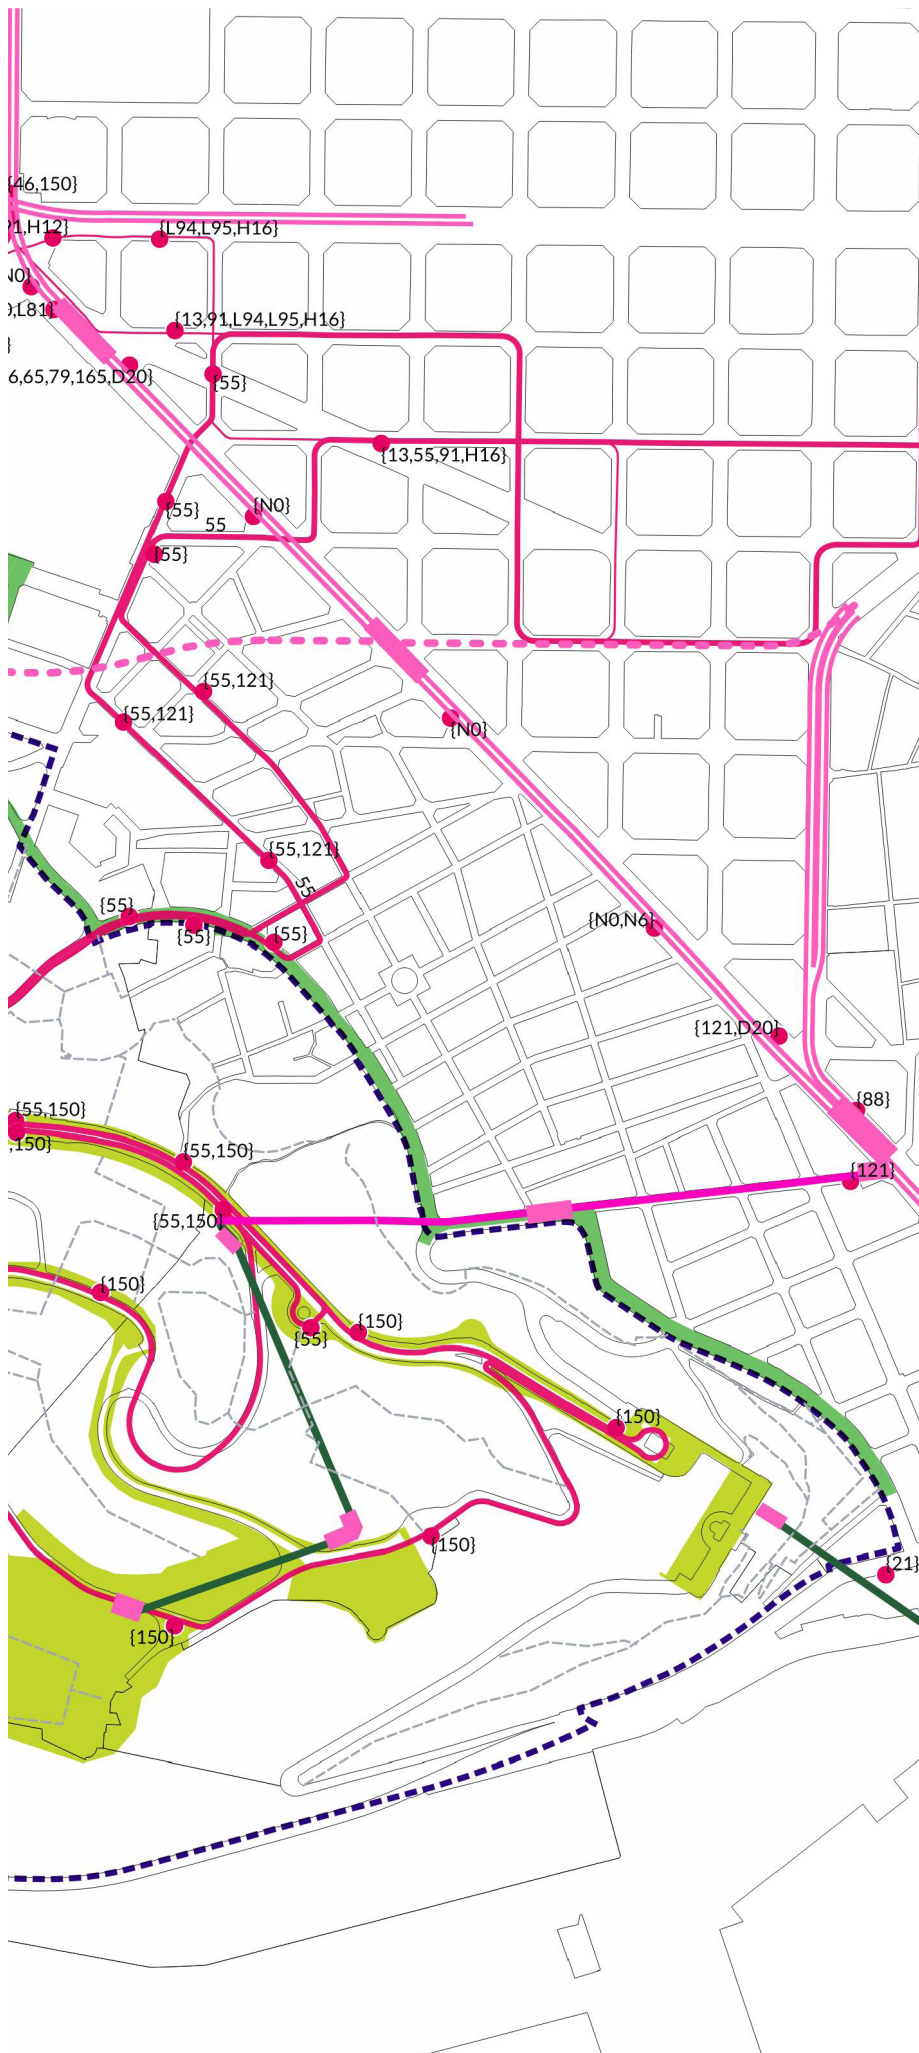 {46,150}
91,H12}
{L94,L95,H16}
N0}
,L81}
{13,91,L94,L95,H16}
}
6,65,79,165,D20}
{55}
{13,55,91,H16}
{55}
{N0}
55
{55}
{55,121}
{55,121}
{N0}
{55,121}
55
{55}
{55}
{55}
{N0,N6}
{121,D20}
{88}
{55,150}
,150}
{55,150}
{121}
{55,150}
{150}
{150}
{55}
{150}
{150}
{21}
{150}